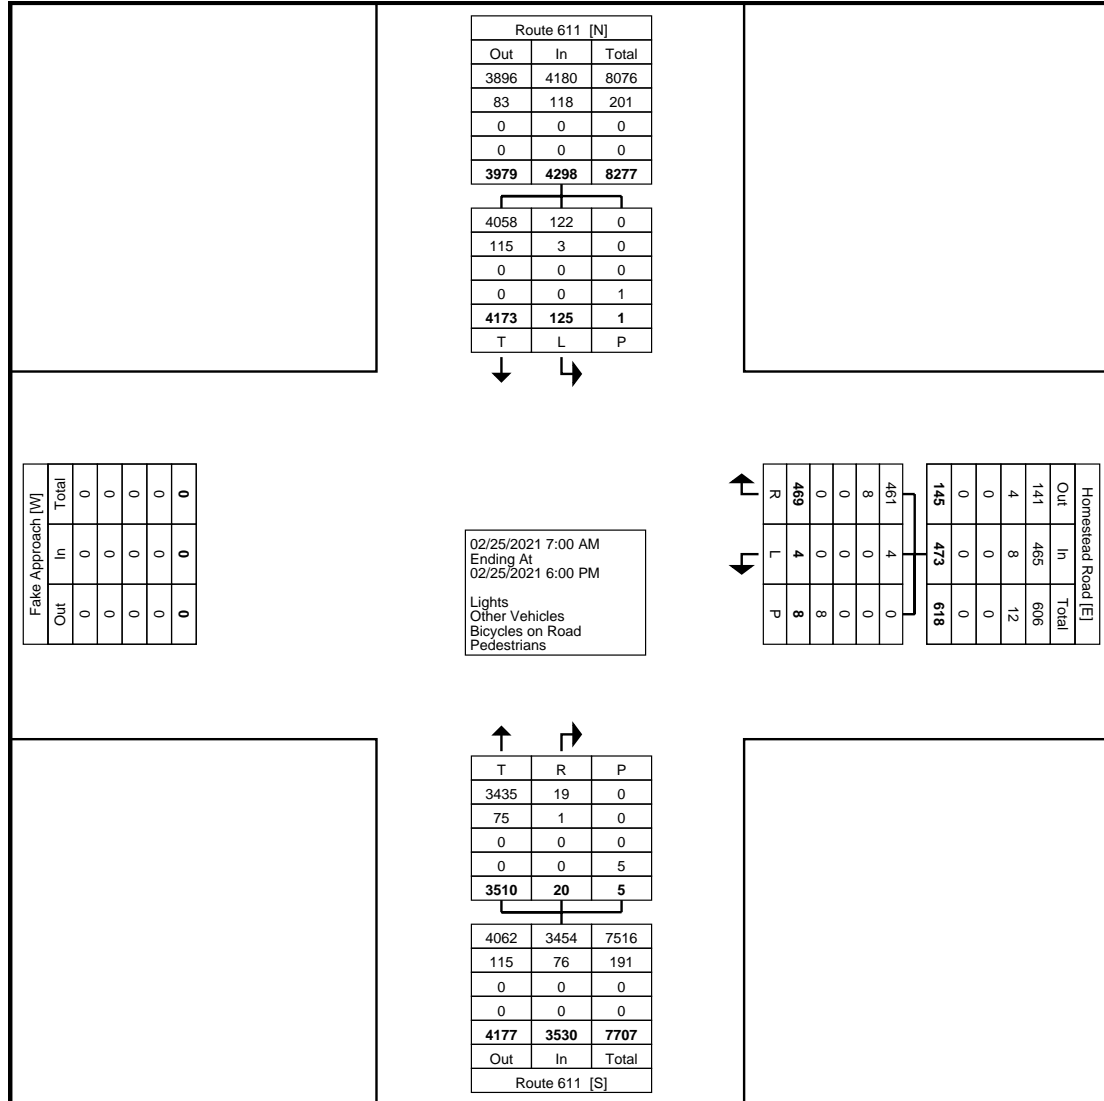 Route 611 [N]
Out In Total
3896 4180 8076
83 118 201
0 0 0
0 0 0
3979 4298 8277
4058 122 0
115 3 0
0 0 0
0 0 1
4173 125 1
T L P
Fake Approach [W]
Total In Out
0 0 0
0 0 0
0 0 0
0 0 0
0 0 0
02/25/2021 7:00 AM
Ending At
02/25/2021 6:00 PM
Lights
Other Vehicles
Bicycles on Road
Pedestrians
Homestead Road [E]
Out In Total
141 465 606
4 8 12
0 0 0
0 0 0
145 473 618
461 4 0
8 0 0
0 0 0
0 0 8
469 4 8
R L P
T R P
3435 19 0
75 1 0
0 0 0
0 0 5
3510 20 5
4062 3454 7516
115 76 191
0 0 0
0 0 0
4177 3530 7707
Out In Total
Route 611 [S]